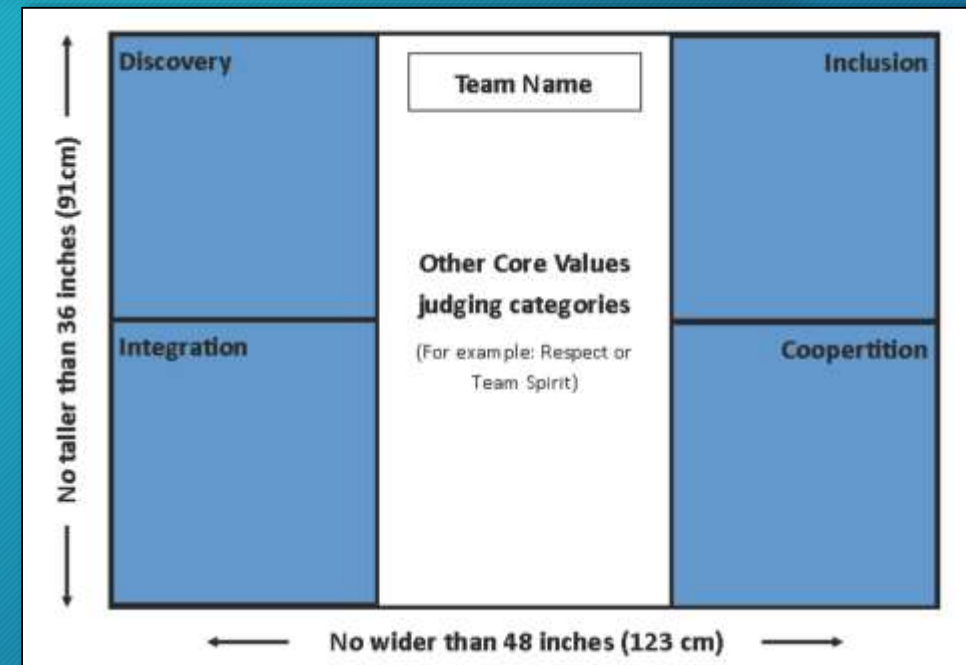 Discovery
Team Name
Inclusion
Other Core Values
judging categories
(For example: Respect or
Team Spirit)
Integration
Coopertition
No taller than 36 inches (91cm)
No wider than 48 inches (123 cm)